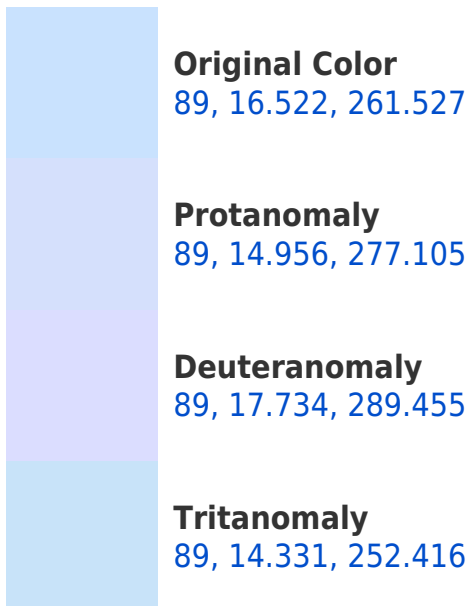 Original Color
89, 16.522, 261.527
Protanomaly
89, 14.956, 277.105
Deuteranomaly
89, 17.734, 289.455
Tritanomaly
89, 14.331, 252.416